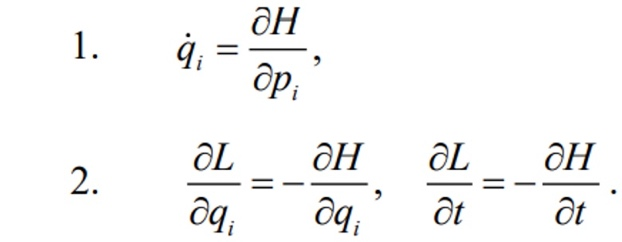 1. q̇ᵢ = ∂H/∂pᵢ,
2. ∂L/∂qᵢ = −∂H/∂qᵢ, ∂L/∂t = −∂H/∂t.